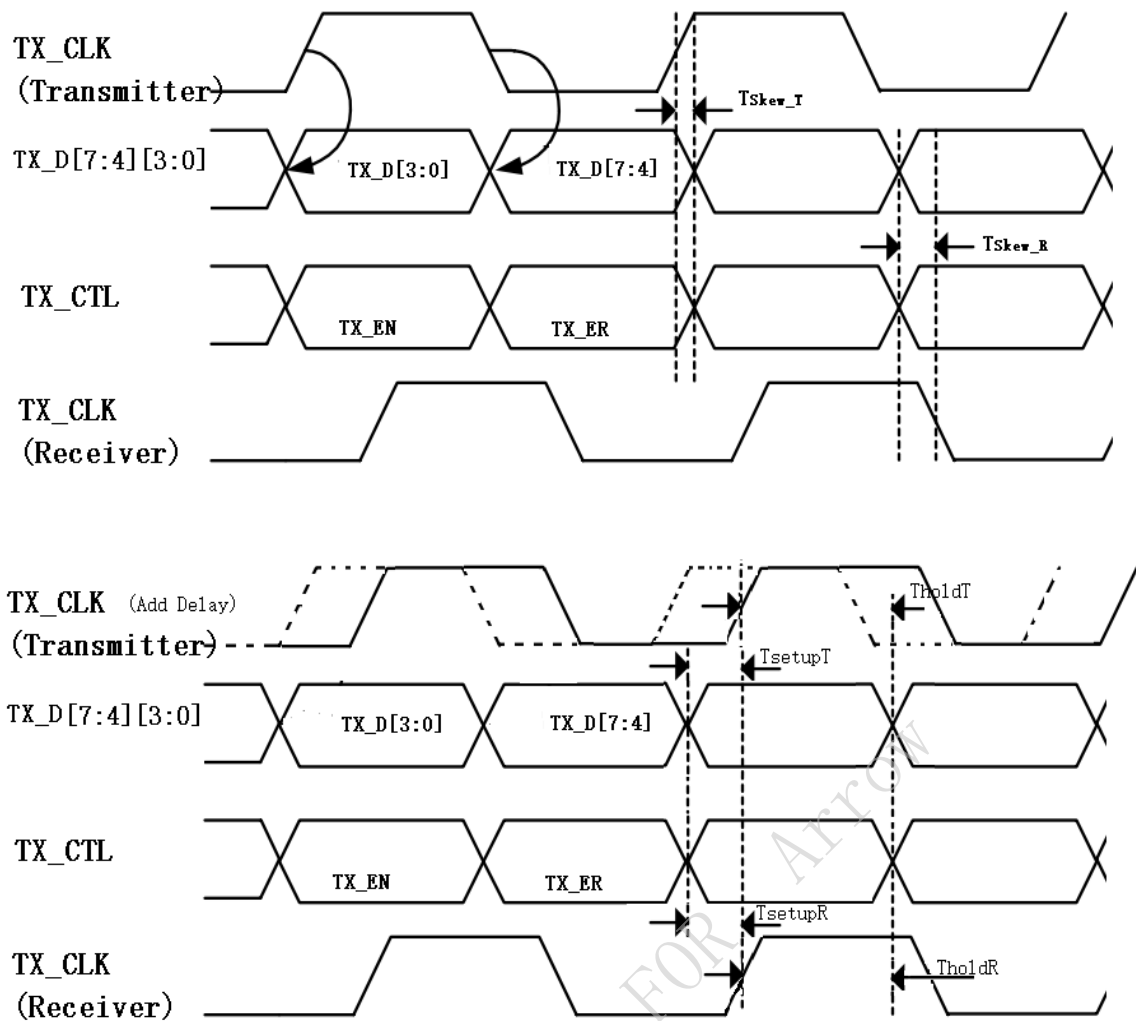 TX_CLK
(Transmitter)
Tskew_T
TX_D[7:4][3:0]
TX_D[3:0]
TX_D[7:4]
Tskew_R
TX_CTL
TX_EN
TX_ER
TX_CLK
(Receiver)
TX_CLK (Add Delay)
(Transmitter)
TholdT
TsetupT
TX_D[7:4][3:0]
TX_D[3:0]
TX_D[7:4]
TX_CTL
TX_EN
TX_ER
TsetupR
TX_CLK
(Receiver)
TholdR
FOR Arrow